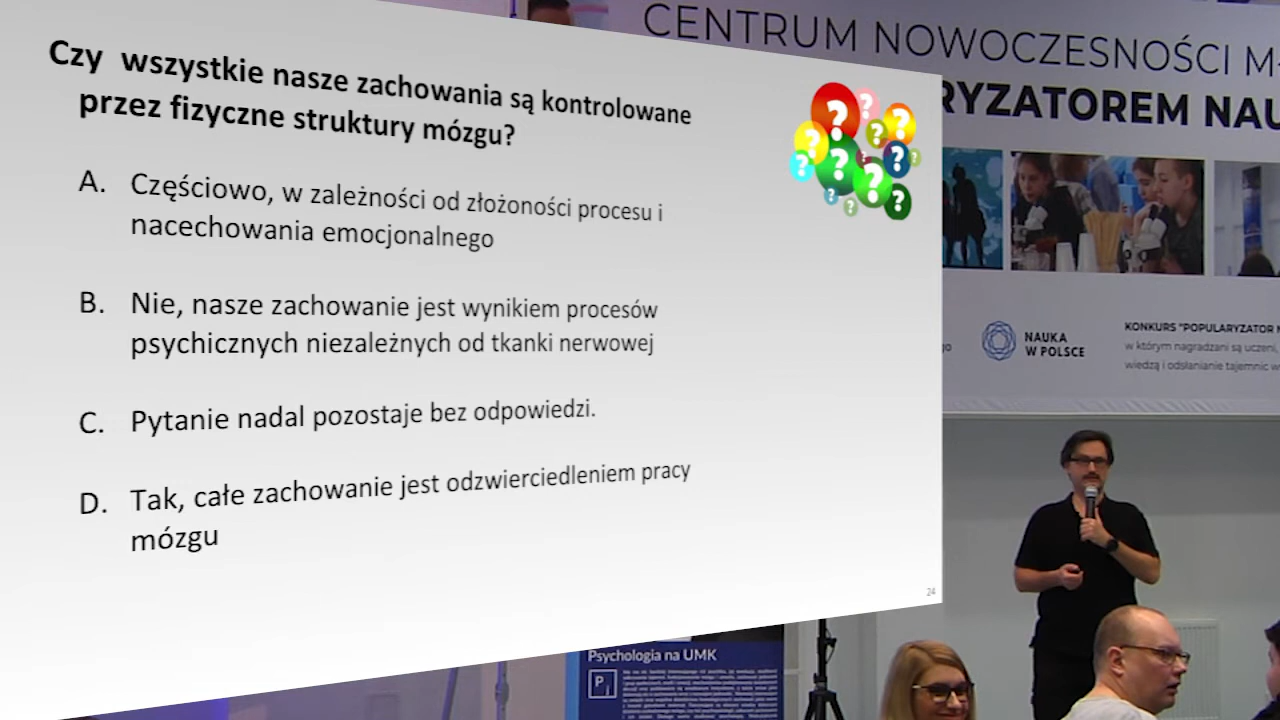 Czy wszystkie nasze zachowania są kontrolowane
przez fizyczne struktury mózgu?
A. Częściowo, w zależności od złożoności procesu i
nacechowania emocjonalnego
B. Nie, nasze zachowanie jest wynikiem procesów
psychicznych niezależnych od tkanki nerwowej
C. Pytanie nadal pozostaje bez odpowiedzi.
D. Tak, całe zachowanie jest odzwierciedleniem pracy
mózgu
24
CENTRUM NOWOCZESNOŚCI M
RYZATOREM NAU
NAUKA
W POLSCE
KONKURS "POPULARYZATOR
w którym nagradzani są uczeni,
wiedzą i odsłanianie tajemnic
Psychologia na UMK